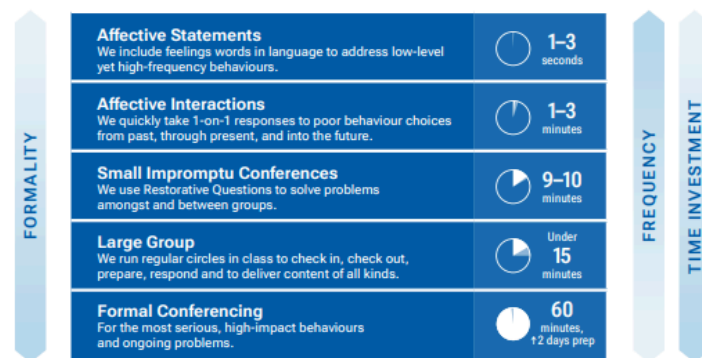 FORMALITY
Affective Statements
We include feelings words in language to address low-level
yet high-frequency behaviours.
1–3
seconds
Affective Interactions
We quickly take 1-on-1 responses to poor behaviour choices
from past, through present, and into the future.
1–3
minutes
Small Impromptu Conferences
We use Restorative Questions to solve problems
amongst and between groups.
9–10
minutes
Large Group
We run regular circles in class to check in, check out,
prepare, respond and to deliver content of all kinds.
Under
15
minutes
Formal Conferencing
For the most serious, high-impact behaviours
and ongoing problems.
60
minutes,
↑2 days prep
FREQUENCY
TIME INVESTMENT